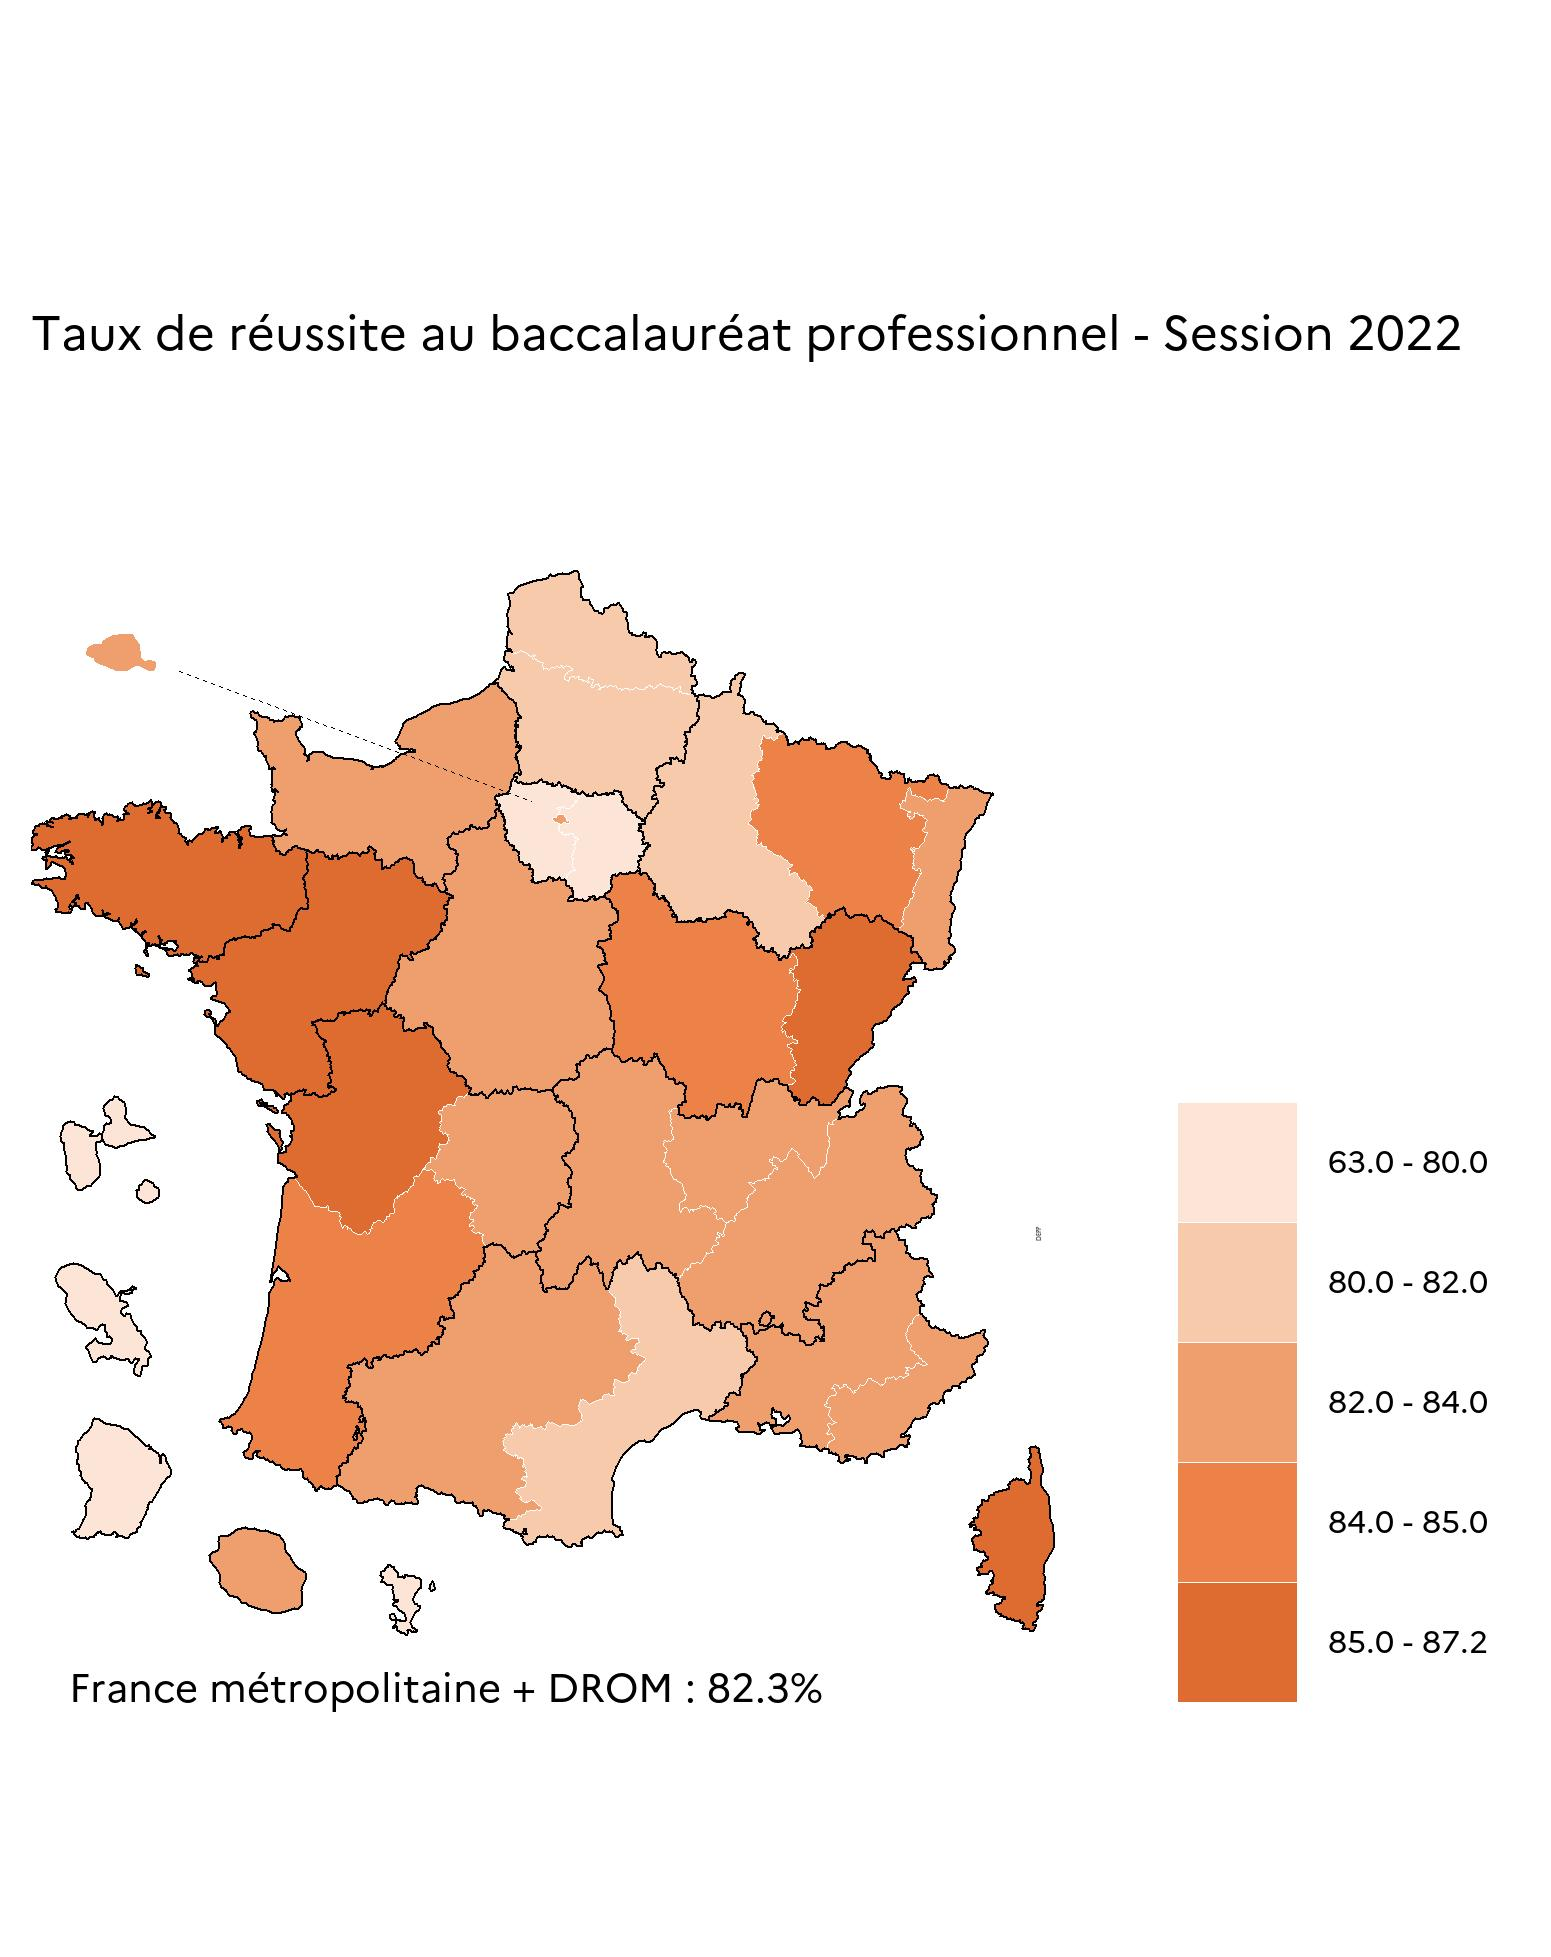 Taux de réussite au baccalauréat professionnel - Session 2022
63.0 - 80.0
DEPP
80.0 - 82.0
82.0 - 84.0
84.0 - 85.0
85.0 - 87.2
France métropolitaine + DROM : 82.3%